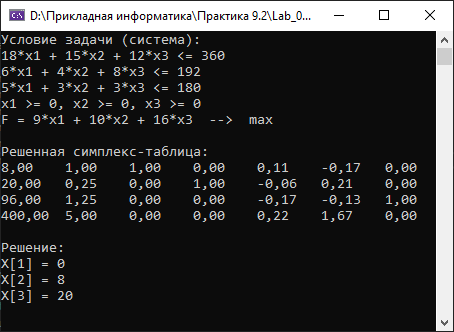 D:\Прикладная информатика\Практика 9.2\Lab_0...
Условие задачи (система):
18*x1 + 15*x2 + 12*x3 <= 360
6*x1 + 4*x2 + 8*x3 <= 192
5*x1 + 3*x2 + 3*x3 <= 180
x1 >= 0, x2 >= 0, x3 >= 0
F = 9*x1 + 10*x2 + 16*x3 --> max
Решенная симплекс-таблица:
8,00 1,00 1,00 0,00 0,11 -0,17 0,00
20,00 0,25 0,00 1,00 -0,06 0,21 0,00
96,00 1,25 0,00 0,00 -0,17 -0,13 1,00
400,00 5,00 0,00 0,00 0,22 1,67 0,00
Решение:
X[1] = 0
X[2] = 8
X[3] = 20